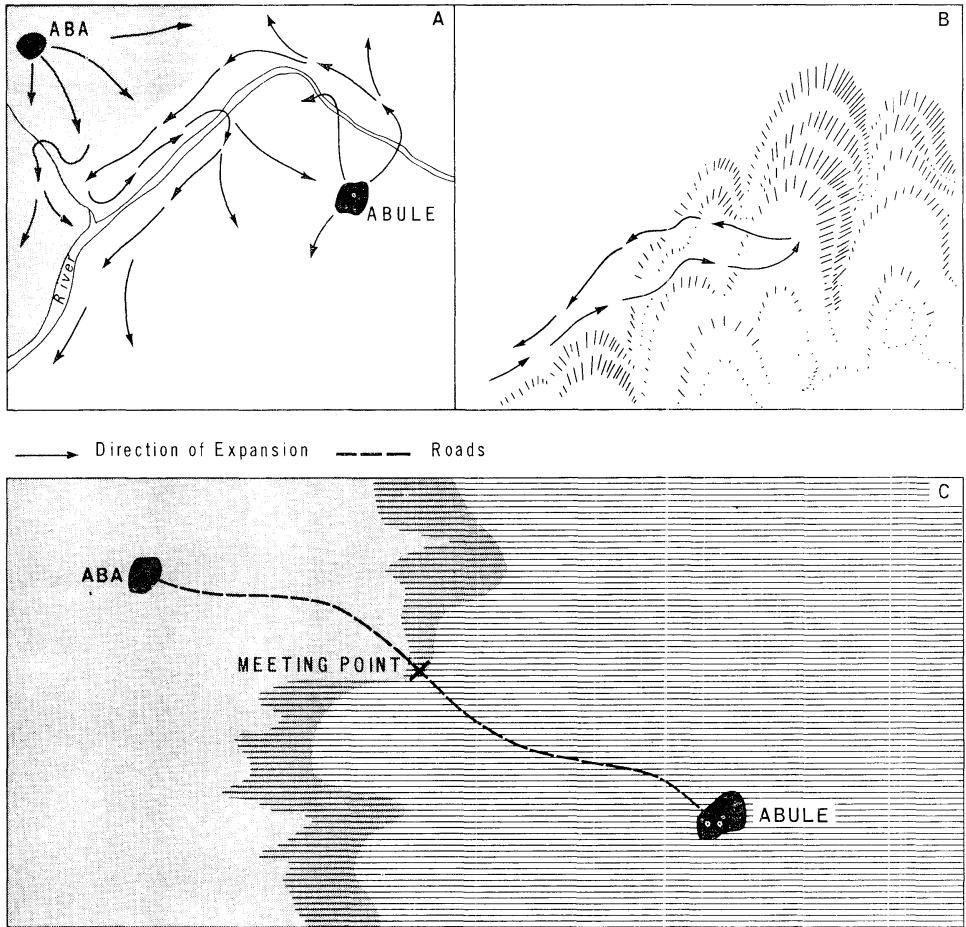 A
ABA
ABULE
River
B
Direction of Expansion
Roads
C
ABA
MEETING POINT
ABULE